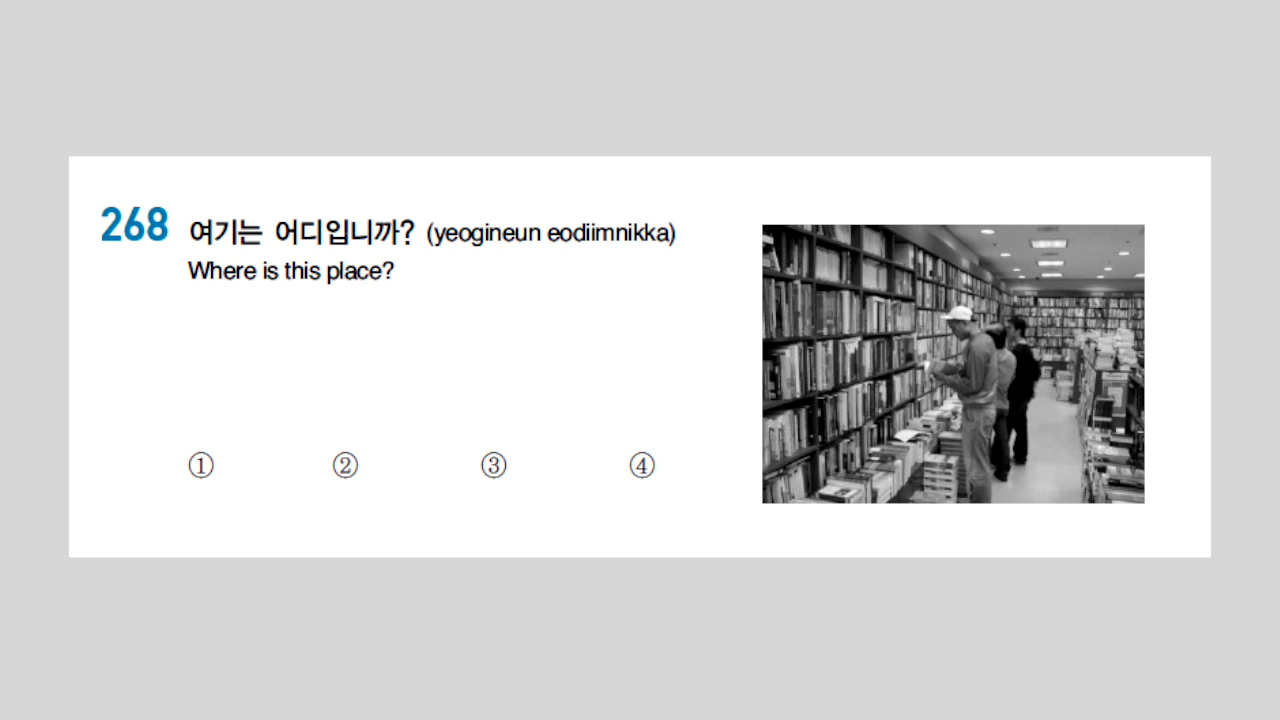 268 여기는 어디입니까? (yeogineun eodiimnikka)
Where is this place?
① ② ③ ④